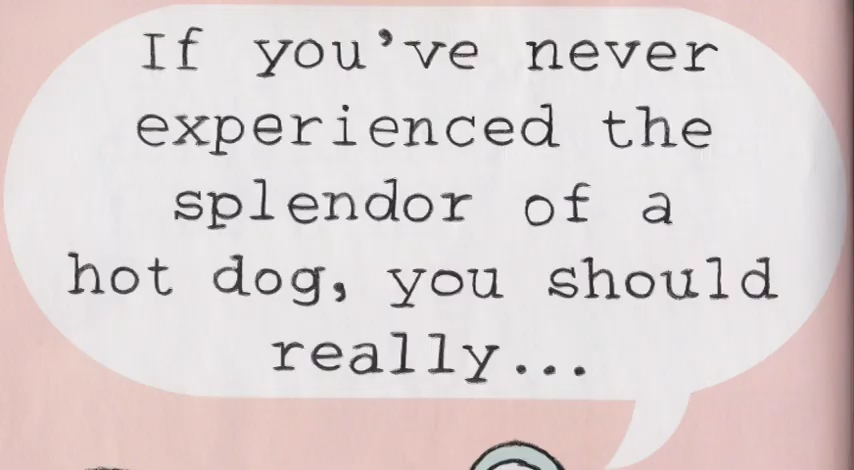 If you've never
experienced the
splendor of a
hot dog, you should
really...